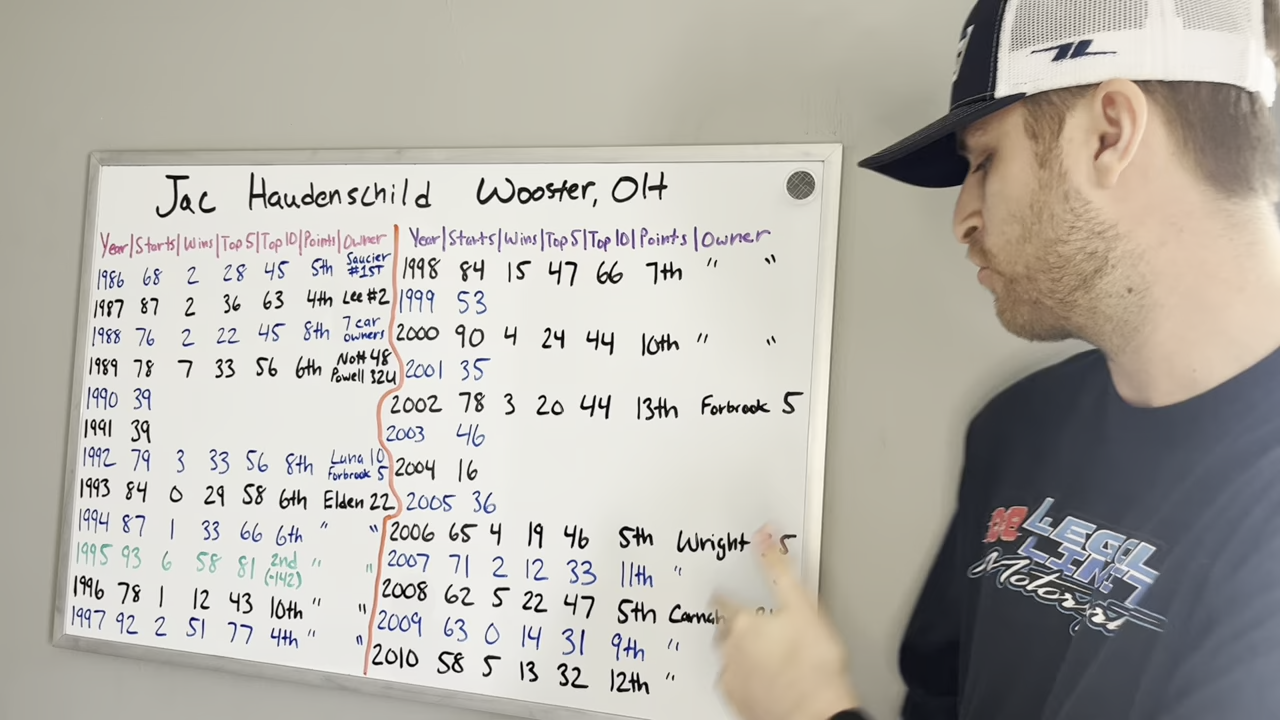 Jac Haudenschild Wooster, OH
Year | Starts | Wins | Top 5 | Top 10 | Points | Owner
1986 68 2 28 45 5th Saucier #1ST
1987 87 2 36 63 4th Lee #2
1988 76 2 22 45 8th 7 car owners
1989 78 7 33 56 6th Nott 48 Powell 32U
1990 39
1991 39
1992 79 3 33 56 8th Luna 10 Forbrook 5
1993 84 0 29 58 6th Elden 22
1994 87 1 33 66 6th " "
1995 93 6 58 81 2nd (-142) " "
1996 78 1 12 43 10th " "
1997 92 2 51 77 4th " "
Year | Starts | Wins | Top 5 | Top 10 | Points | Owner
1998 84 15 47 66 7th " "
1999 53
2000 90 4 24 44 10th " "
2001 35
2002 78 3 20 44 13th Forbrook 5
2003 46
2004 16
2005 36
2006 65 4 19 46 5th Wright 5
2007 71 2 12 33 11th "
2008 62 5 22 47 5th
2009 63 0 14 31 9th "
2010 58 5 13 32 12th "